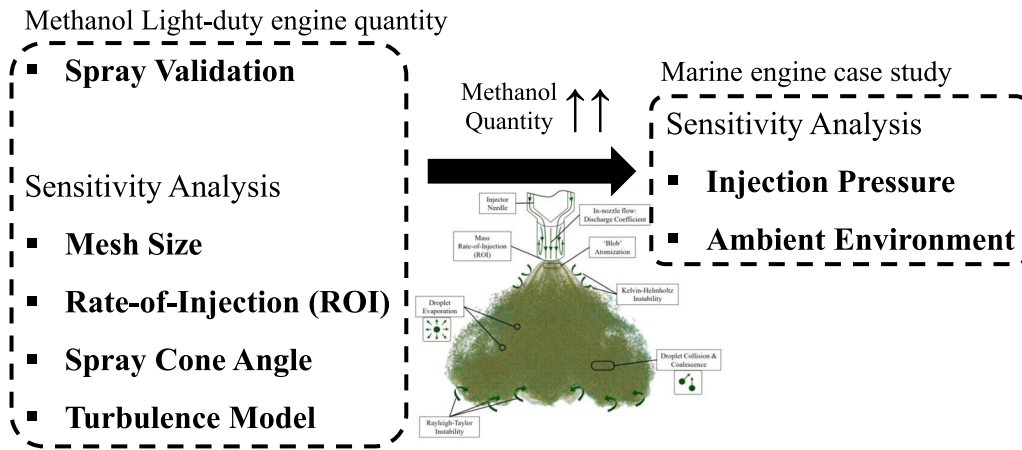 Methanol Light-duty engine quantity
▪ Spray Validation
Sensitivity Analysis
▪ Mesh Size
▪ Rate-of-Injection (ROI)
▪ Spray Cone Angle
▪ Turbulence Model
Methanol
Quantity ↑↑
Injector
Needle
In-nozzle flow:
Discharge Coefficient
Mass
Rate-of-Injection
(ROI)
'Blob'
Atomization
Kelvin-Helmholtz
Instability
Droplet
Evaporation
Droplet Collision &
Coalescence
Rayleigh-Taylor
Instability
Marine engine case study
Sensitivity Analysis
▪ Injection Pressure
▪ Ambient Environment